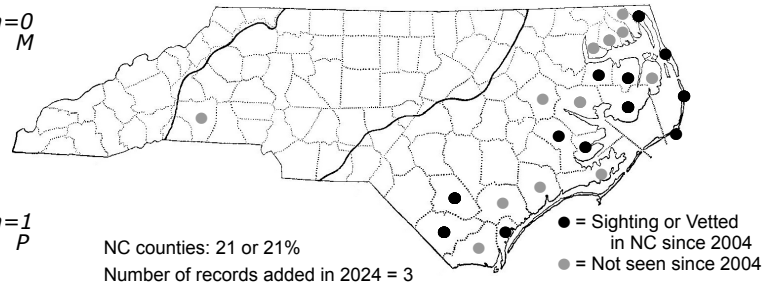 n=0
M
n=1
P
NC counties: 21 or 21%
Number of records added in 2024 = 3
= Sighting or Vetted
in NC since 2004
= Not seen since 2004